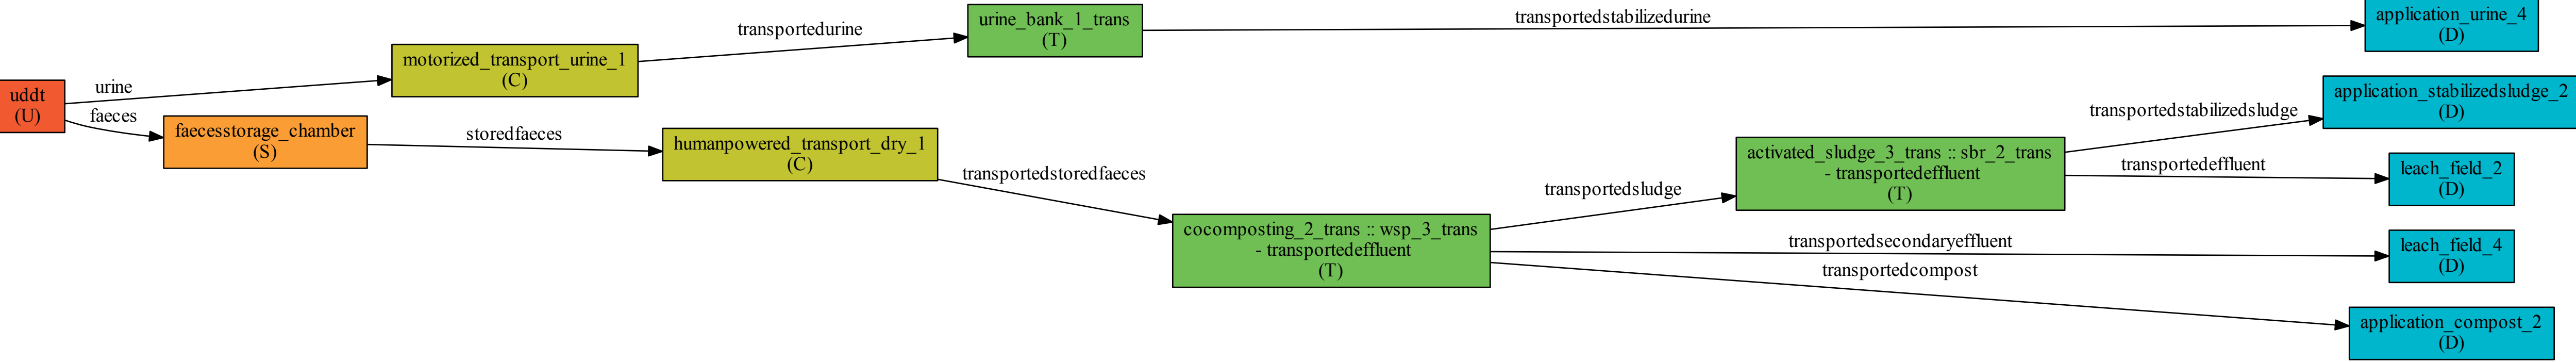 uddt
(U)
urine
faeces
motorized_transport_urine_1
(C)
faecesstorage_chamber
(S)
transportedurine
storedfaeces
urine_bank_1_trans
(T)
humanpowered_transport_dry_1
(C)
transportedstoredfaeces
transportedstabilizedurine
cocomposting_2_trans :: wsp_3_trans
- transportedeffluent
(T)
transportedsludge
transportedsecondaryeffluent
transportedcompost
activated_sludge_3_trans :: sbr_2_trans
- transportedeffluent
(T)
transportedstabilizedsludge
transportedeffluent
application_urine_4
(D)
application_stabilizedsludge_2
(D)
leach_field_2
(D)
leach_field_4
(D)
application_compost_2
(D)